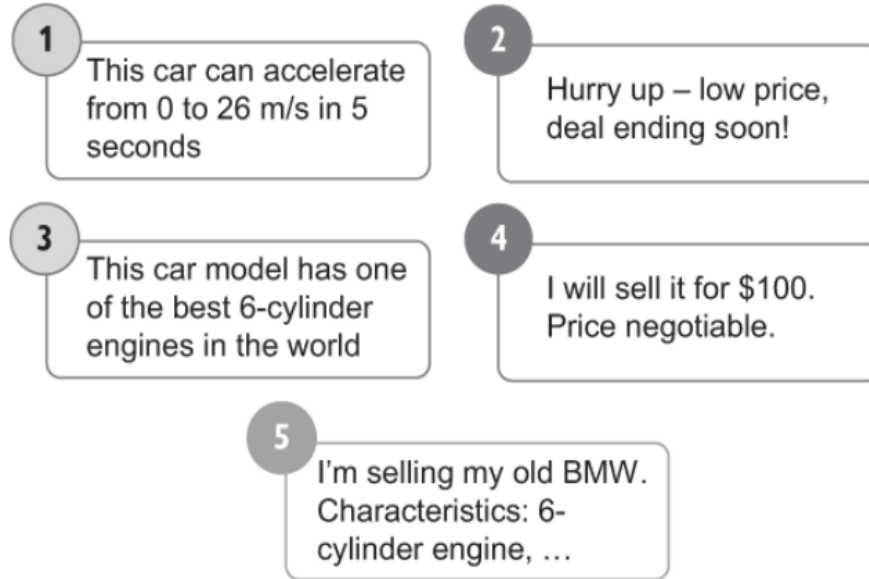 1
This car can accelerate
from 0 to 26 m/s in 5
seconds
2
Hurry up – low price,
deal ending soon!
3
This car model has one
of the best 6-cylinder
engines in the world
4
I will sell it for $100.
Price negotiable.
5
I’m selling my old BMW.
Characteristics: 6-
cylinder engine, …